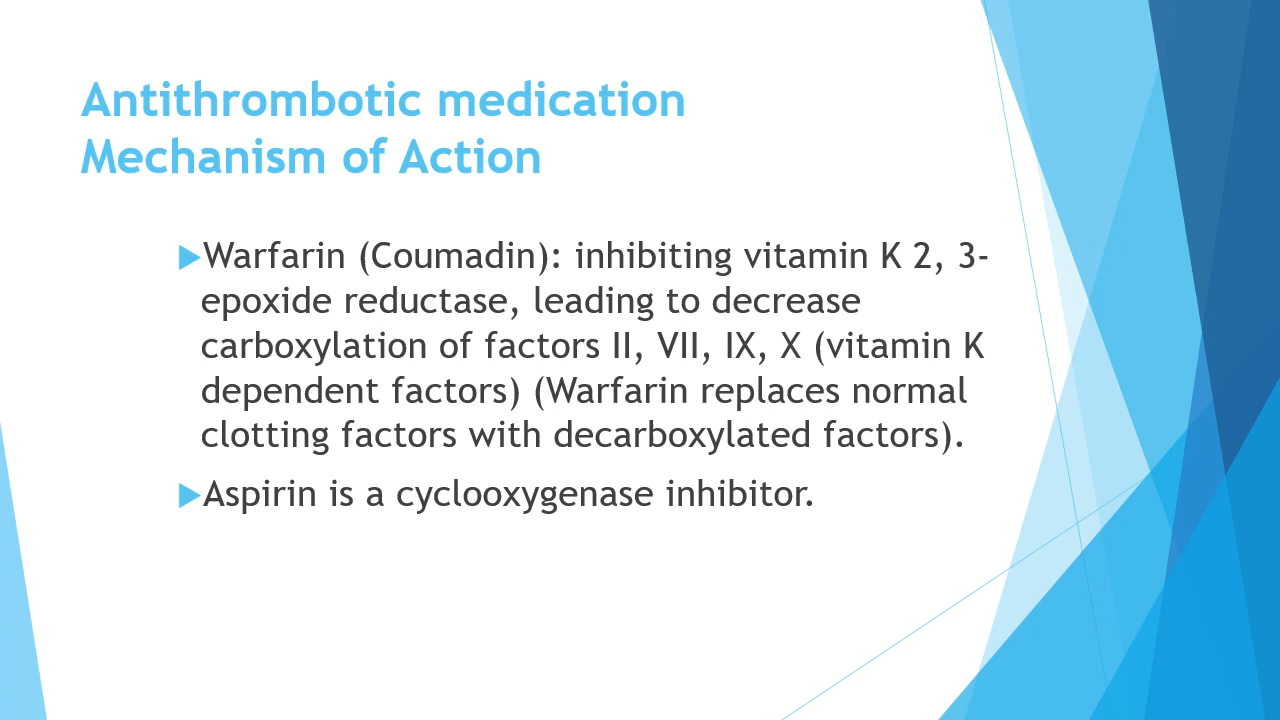 Antithrombotic medication
Mechanism of Action
Warfarin (Coumadin): inhibiting vitamin K 2, 3-
epoxide reductase, leading to decrease
carboxylation of factors II, VII, IX, X (vitamin K
dependent factors) (Warfarin replaces normal
clotting factors with decarboxylated factors).
Aspirin is a cyclooxygenase inhibitor.